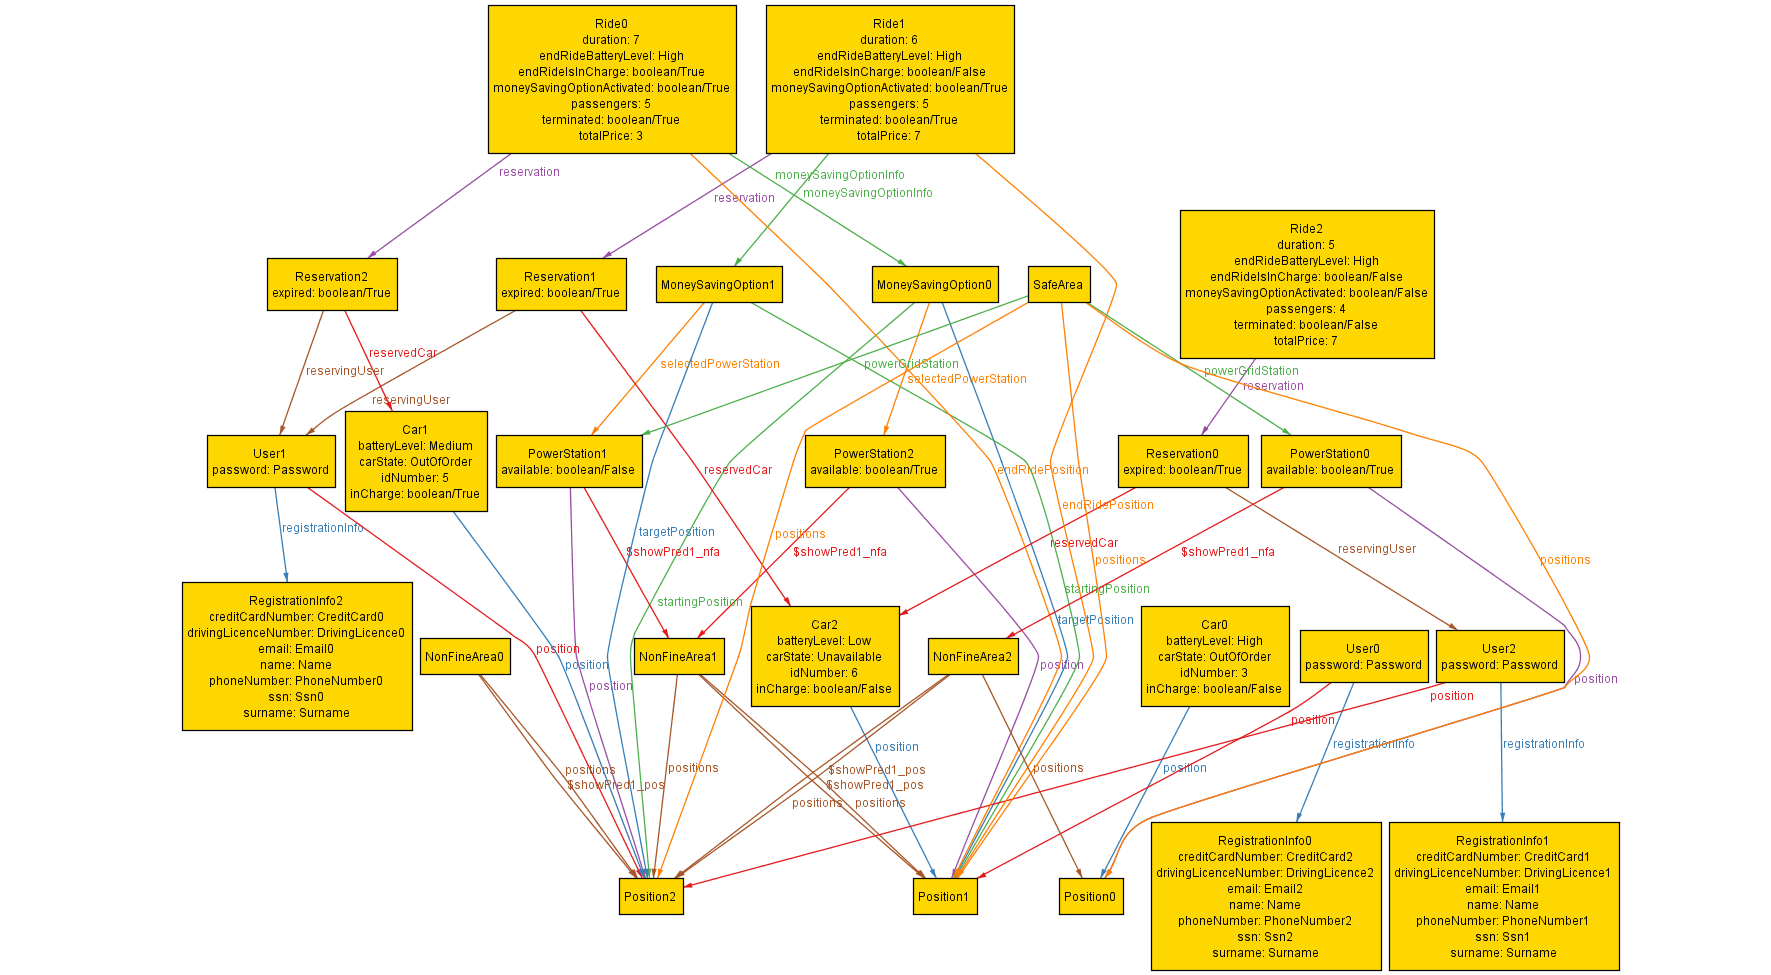 Ride0
duration: 7
endRideBatteryLevel: High
endRideIsInCharge: boolean/True
moneySavingOptionActivated: boolean/True
passengers: 5
terminated: boolean/True
totalPrice: 3
Ride1
duration: 6
endRideBatteryLevel: High
endRideIsInCharge: boolean/False
moneySavingOptionActivated: boolean/True
passengers: 5
terminated: boolean/True
totalPrice: 7
reservation
moneySavingOptionInfo
moneySavingOptionInfo
reservation
Ride2
duration: 5
endRideBatteryLevel: High
endRideIsInCharge: boolean/False
moneySavingOptionActivated: boolean/False
passengers: 4
terminated: boolean/False
totalPrice: 7
Reservation2
expired: boolean/True
Reservation1
expired: boolean/True
MoneySavingOption1
MoneySavingOption0
SafeArea
reservedCar
reservingUser
selectedPowerStation
powerGridStation
selectedPowerStation
powerGridStation
reservation
reservingUser
User1
password: Password
Car1
batteryLevel: Medium
carState: OutOfOrder
idNumber: 5
inCharge: boolean/True
PowerStation1
available: boolean/False
PowerStation2
available: boolean/True
Reservation0
expired: boolean/True
PowerStation0
available: boolean/True
reservedCar
endRidePosition
endRidePosition
registrationInfo
targetPosition
positions
$showPred1_nfa
$showPred1_nfa
reservedCar
$showPred1_nfa
reservingUser
positions
positions
startingPosition
startingPosition
targetPosition
RegistrationInfo2
creditCardNumber: CreditCard0
drivingLicenceNumber: DrivingLicence0
email: Email0
name: Name
phoneNumber: PhoneNumber0
ssn: Ssn0
surname: Surname
NonFineArea0
position
position
position
NonFineArea1
Car2
batteryLevel: Low
carState: Unavailable
idNumber: 6
inCharge: boolean/False
NonFineArea2
position
Car0
batteryLevel: High
carState: OutOfOrder
idNumber: 3
inCharge: boolean/False
User0
password: Password
User2
password: Password
position
position
position
position
registrationInfo
registrationInfo
positions
$showPred1_pos
positions
$showPred1_pos
$showPred1_pos
positions
positions
positions
position
Position2
Position1
Position0
RegistrationInfo0
creditCardNumber: CreditCard2
drivingLicenceNumber: DrivingLicence2
email: Email2
name: Name
phoneNumber: PhoneNumber2
ssn: Ssn2
surname: Surname
RegistrationInfo1
creditCardNumber: CreditCard1
drivingLicenceNumber: DrivingLicence1
email: Email1
name: Name
phoneNumber: PhoneNumber1
ssn: Ssn1
surname: Surname